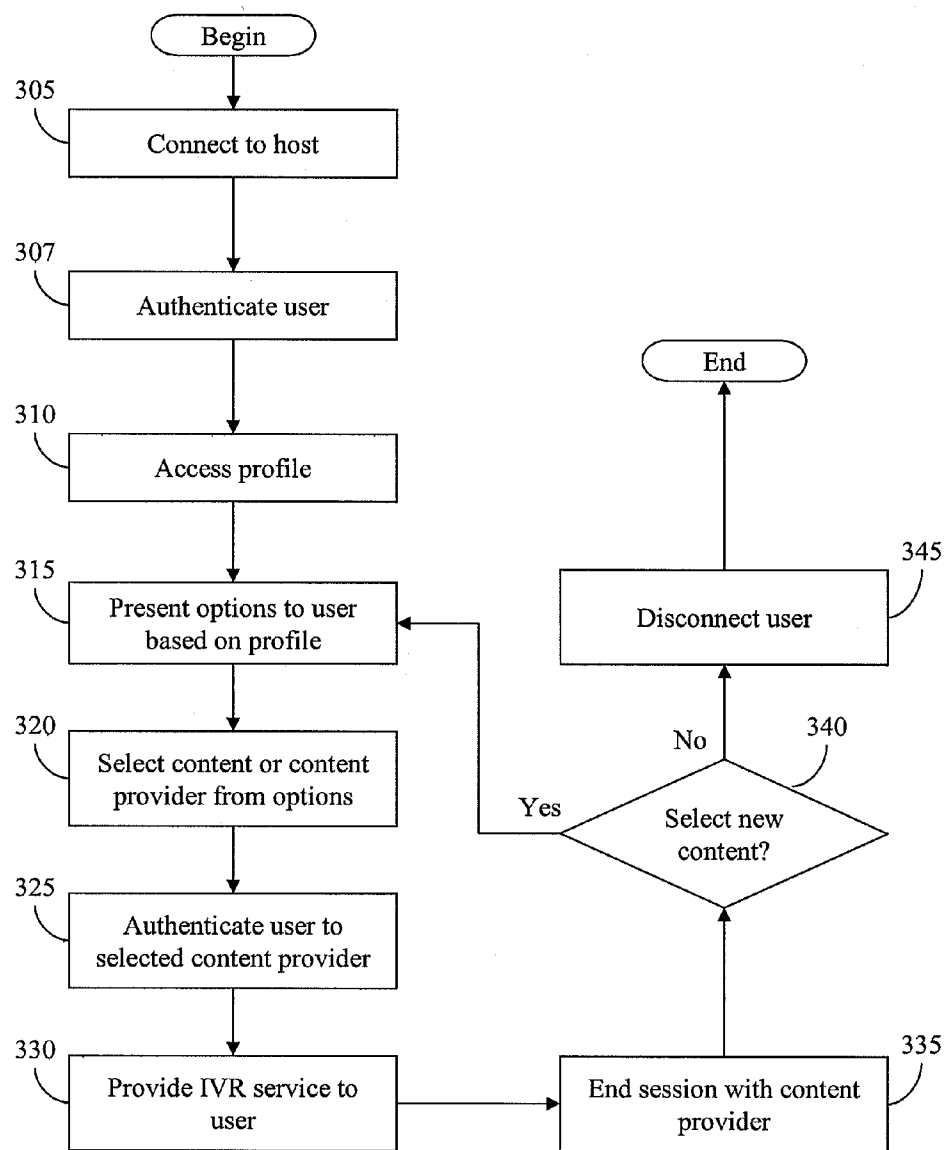 Begin
305
Connect to host
307
Authenticate user
310
Access profile
315
Present options to user
based on profile
320
Select content or content
provider from options
325
Authenticate user to
selected content provider
330
Provide IVR service to
user
End session with content
provider
335
Select new
content?
340
Yes
No
Disconnect user
345
End